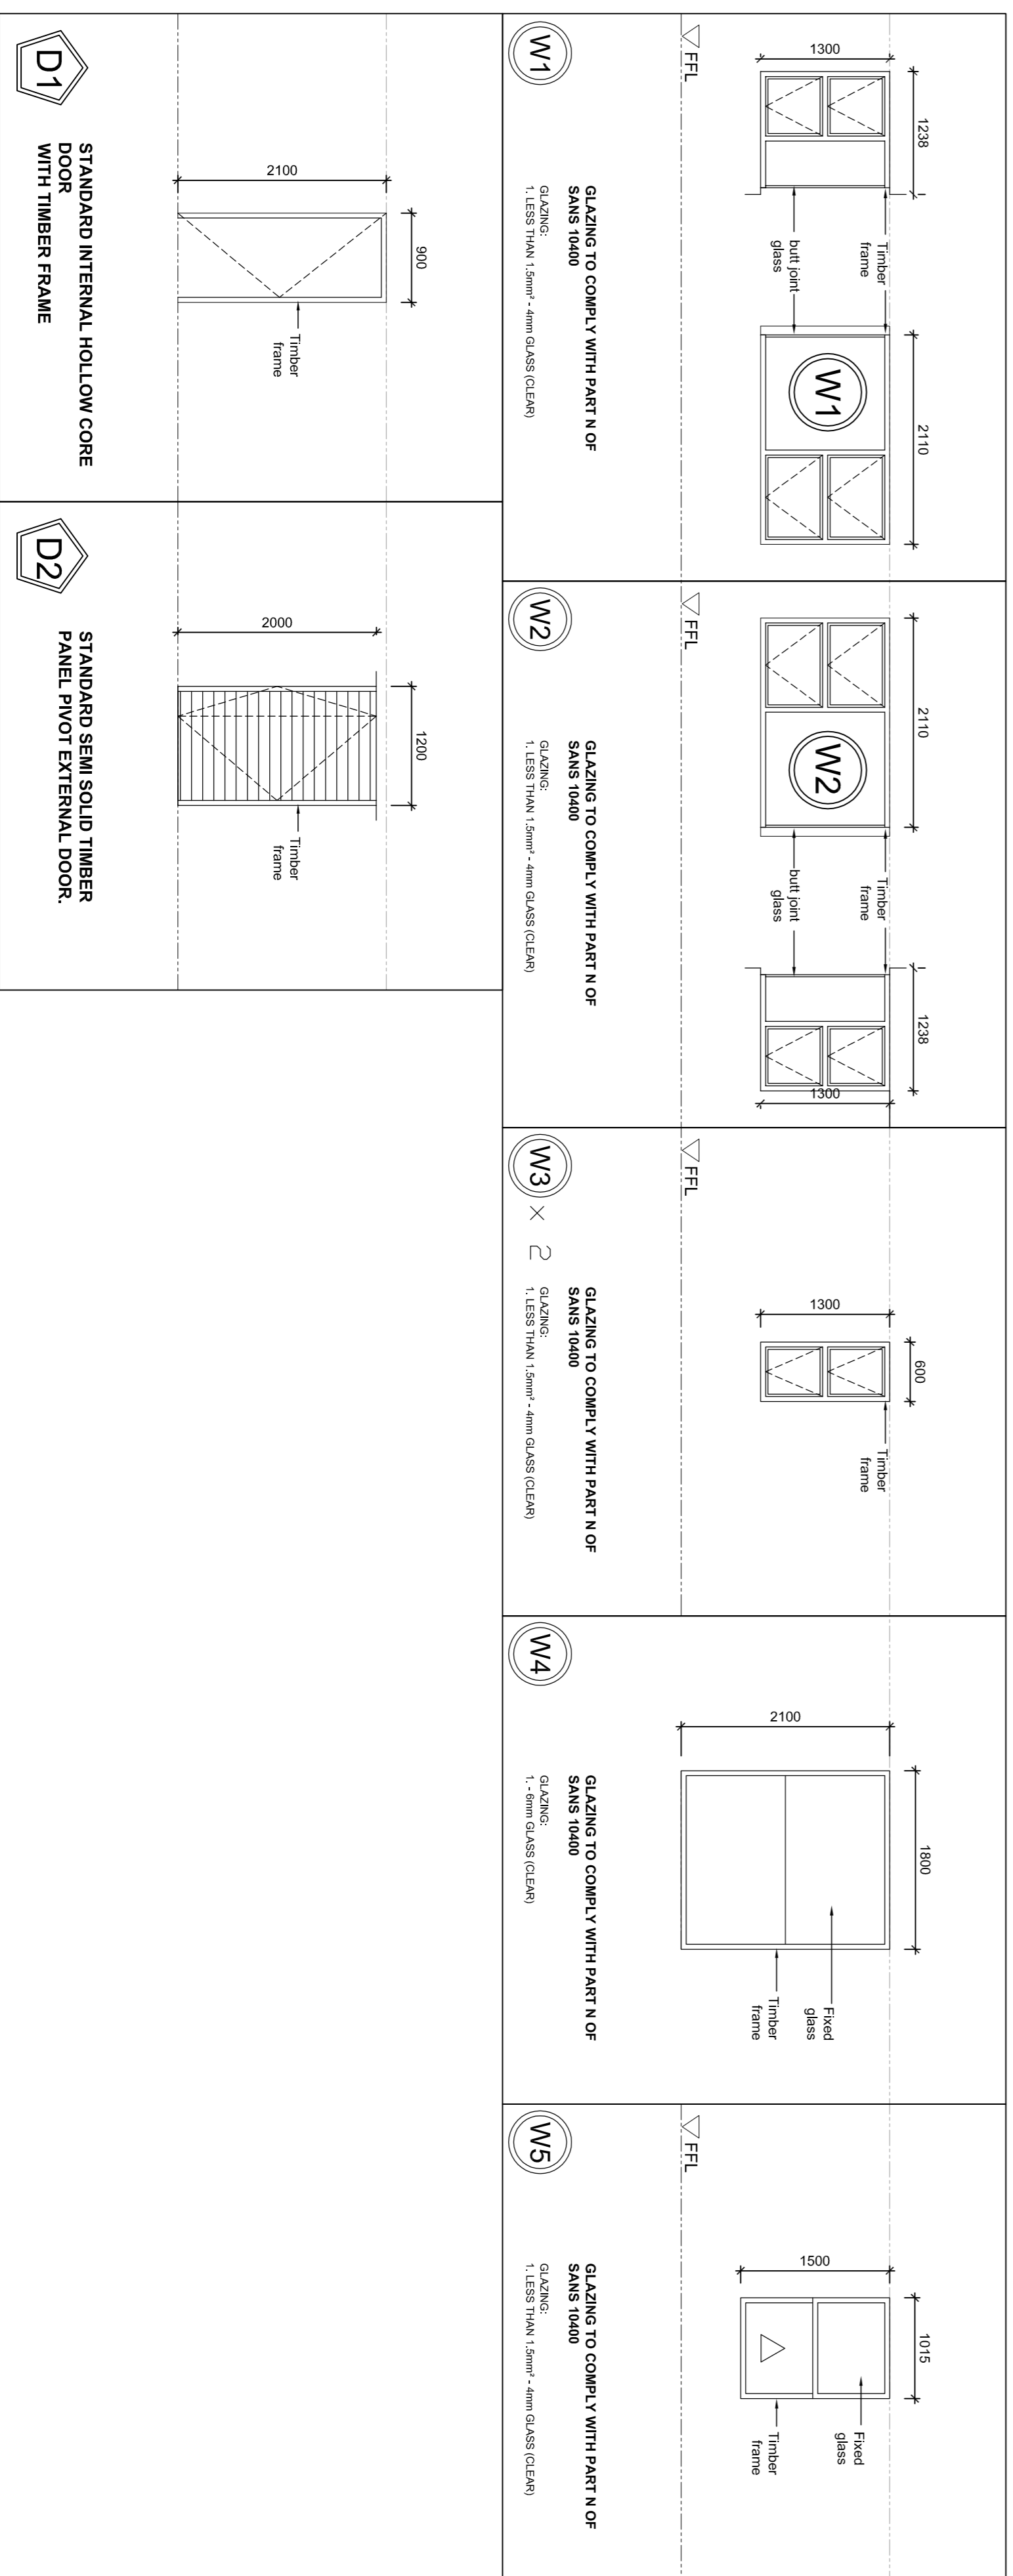 1300
1238
Timber
frame
butt joint
glass
2110
W1
FFL
W1
GLAZING TO COMPLY WITH PART N OF
SANS 10400
GLAZING:
1. LESS THAN 1.5mm² - 4mm GLASS (CLEAR)
2110
W2
Timber
frame
butt joint
glass
1238
1300
FFL
W2
GLAZING TO COMPLY WITH PART N OF
SANS 10400
GLAZING:
1. LESS THAN 1.5mm² - 4mm GLASS (CLEAR)
1300
600
Timber
frame
FFL
W3 x 2
GLAZING TO COMPLY WITH PART N OF
SANS 10400
GLAZING:
1. LESS THAN 1.5mm² - 4mm GLASS (CLEAR)
2100
1800
Fixed
glass
Timber
frame
W4
GLAZING TO COMPLY WITH PART N OF
SANS 10400
GLAZING:
1. - 6mm GLASS (CLEAR)
1500
1015
Fixed
glass
Timber
frame
FFL
W5
GLAZING TO COMPLY WITH PART N OF
SANS 10400
GLAZING:
1. LESS THAN 1.5mm² - 4mm GLASS (CLEAR)
2100
900
Timber
frame
D1
STANDARD INTERNAL HOLLOW CORE
DOOR
WITH TIMBER FRAME
2000
1200
Timber
frame
D2
STANDARD SEMI SOLID TIMBER
PANEL PIVOT EXTERNAL DOOR.